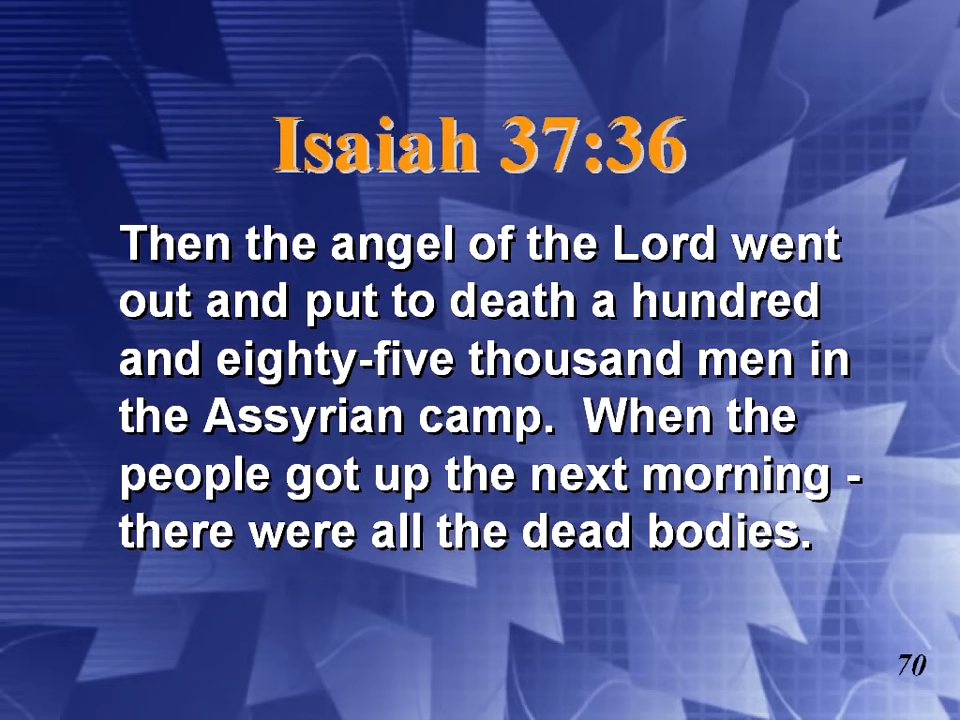 Isaiah 37:36
Then the angel of the Lord went
out and put to death a hundred
and eighty-five thousand men in
the Assyrian camp.  When the
people got up the next morning -
there were all the dead bodies.
70